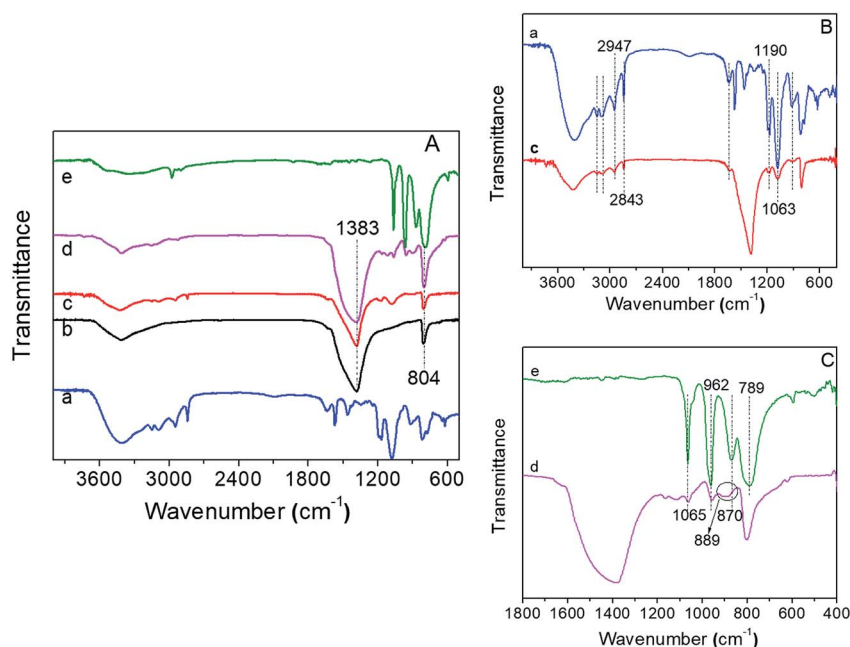 A
e
d
1383
c
b
804
a
Transmittance
3600 3000 2400 1800 1200 600
Wavenumber (cm⁻¹)
B
a
2947
1190
c
2843
1063
Transmittance
3600 3000 2400 1800 1200 600
Wavenumber (cm⁻¹)
C
e
962 789
d
1065 870
889
Transmittance
1800 1600 1400 1200 1000 800 600 400
Wavenumber (cm⁻¹)